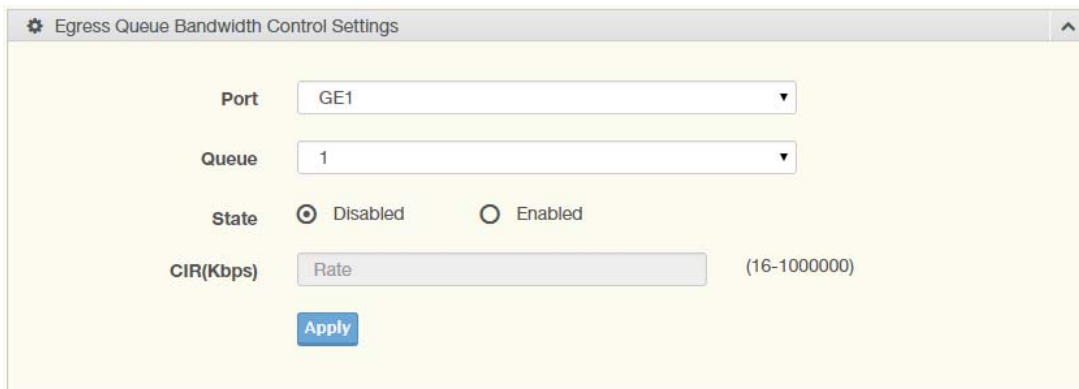 Egress Queue Bandwidth Control Settings
Port GE1
Queue 1
State Disabled Enabled
CIR(Kbps) Rate (16-1000000)
Apply